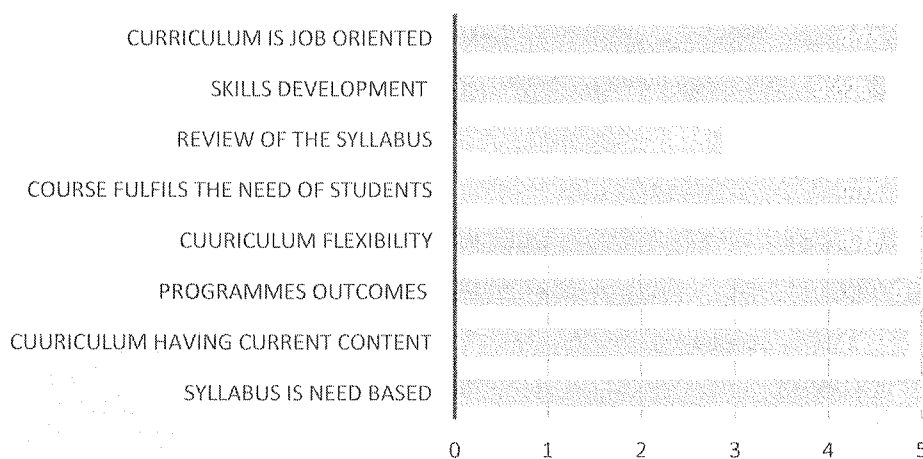 CURRICULUM IS JOB ORIENTED
SKILLS DEVELOPMENT
REVIEW OF THE SYLLABUS
COURSE FULFILS THE NEED OF STUDENTS
CUURICULUM FLEXIBILITY
PROGRAMMES OUTCOMES
CUURICULUM HAVING CURRENT CONTENT
SYLLABUS IS NEED BASED
0 1 2 3 4 5